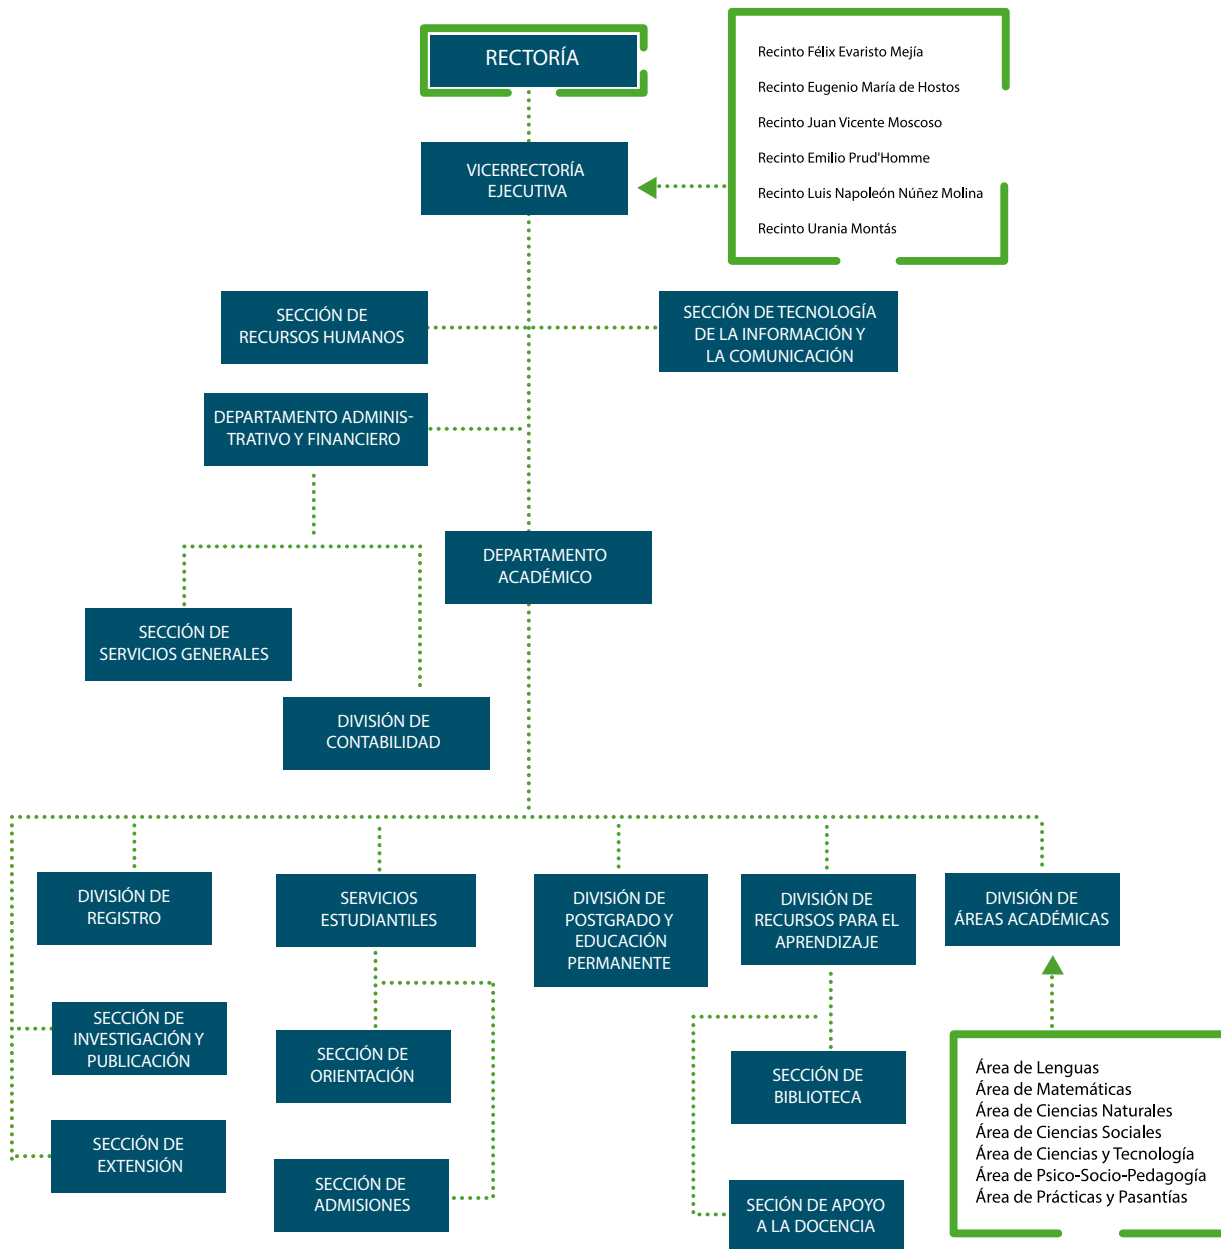 RECTORÍA
Recinto Félix Evaristo Mejía
Recinto Eugenio María de Hostos
Recinto Juan Vicente Moscoso
Recinto Emilio Prud'Homme
Recinto Luis Napoleón Núñez Molina
Recinto Urania Montás
VICERRECTORÍA
EJECUTIVA
SECCIÓN DE
RECURSOS HUMANOS
SECCIÓN DE TECNOLOGÍA
DE LA INFORMACIÓN Y
LA COMUNICACIÓN
DEPARTAMENTO ADMINIS-
TRATIVO Y FINANCIERO
DEPARTAMENTO
ACADÉMICO
SECCIÓN DE
SERVICIOS GENERALES
DIVISIÓN DE
CONTABILIDAD
DIVISIÓN DE
REGISTRO
SERVICIOS
ESTUDIANTILES
DIVISIÓN DE
POSTGRADO Y
EDUCACIÓN
PERMANENTE
DIVISIÓN DE
RECURSOS PARA EL
APRENDIZAJE
DIVISIÓN DE
ÁREAS ACADÉMICAS
SECCIÓN DE
INVESTIGACIÓN Y
PUBLICACIÓN
SECCIÓN DE
ORIENTACIÓN
SECCIÓN DE
BIBLIOTECA
Área de Lenguas
Área de Matemáticas
Área de Ciencias Naturales
Área de Ciencias Sociales
Área de Ciencias y Tecnología
Área de Psico-Socio-Pedagogía
Área de Prácticas y Pasantías
SECCIÓN DE
EXTENSIÓN
SECCIÓN DE
ADMISIONES
SECIÓN DE APOYO
A LA DOCENCIA